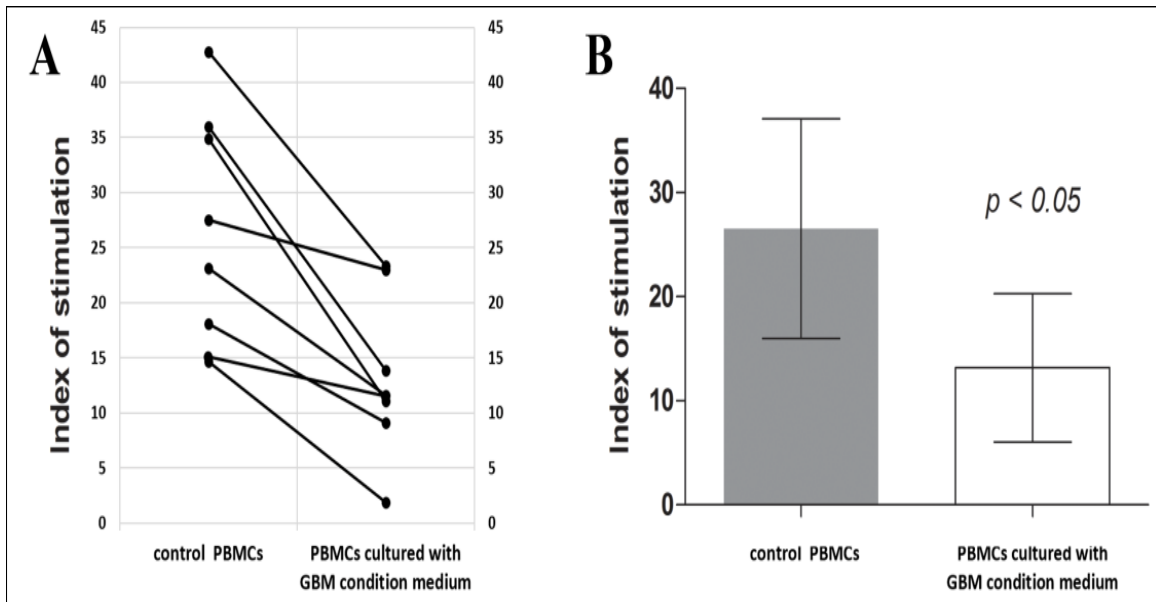 A
Index of stimulation
45
40
35
30
25
20
15
10
5
0
45
40
35
30
25
20
15
10
5
0
control PBMCs
PBMCs cultured with
GBM condition medium
B
Index of stimulation
40
30
20
10
0
p < 0.05
control PBMCs
PBMCs cultured with
GBM condition medium